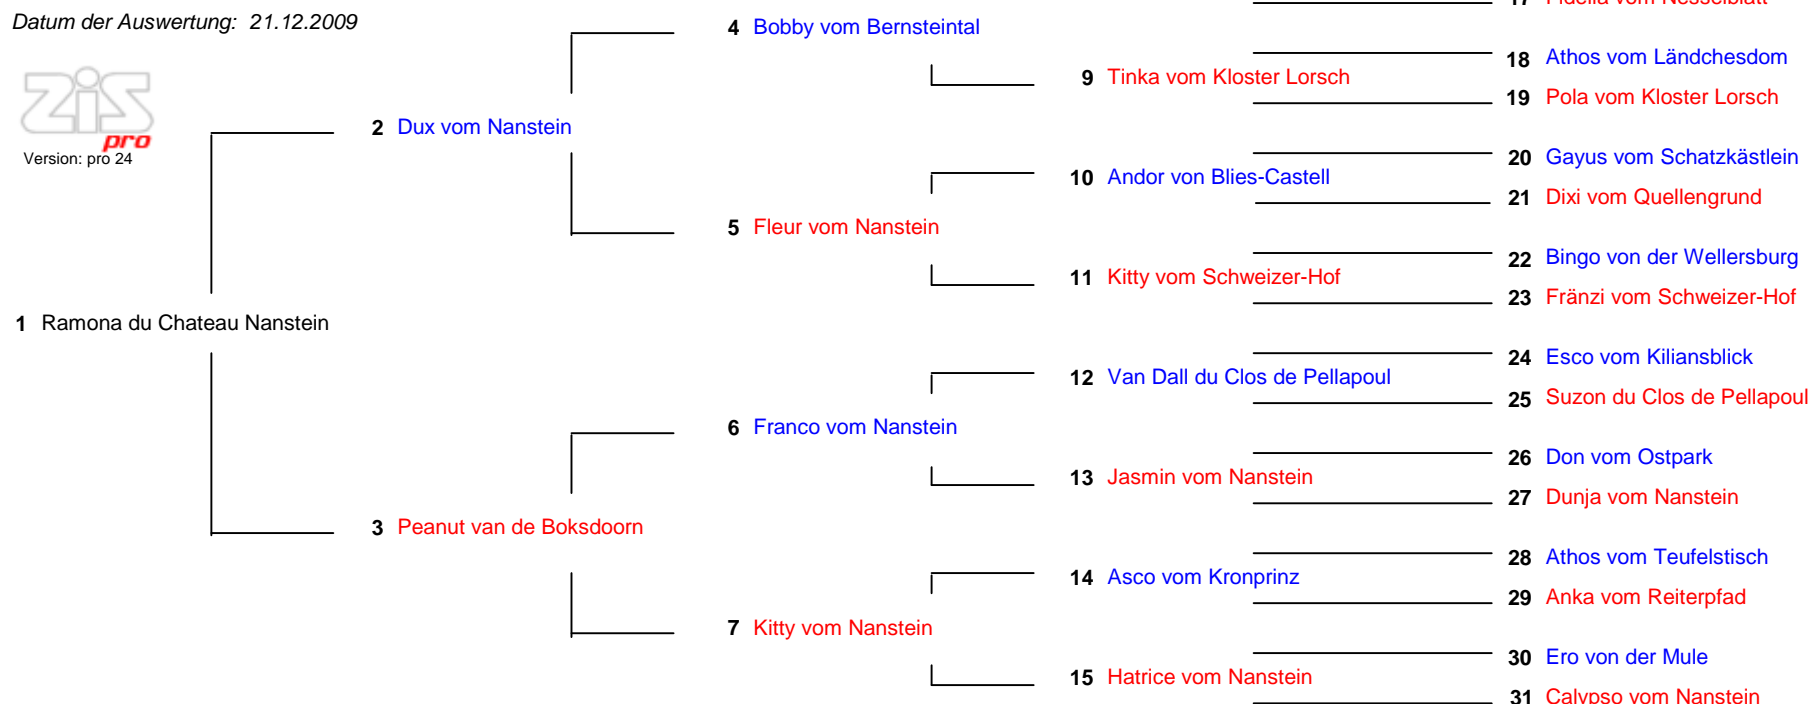 17 Fidelia vom Nesselblatt
Datum der Auswertung: 21.12.2009
4 Bobby vom Bernsteintal
18 Athos vom Ländchesdom
9 Tinka vom Kloster Lorsch
19 Pola vom Kloster Lorsch
ZiS
pro
Version: pro 24
2 Dux vom Nanstein
20 Gayus vom Schatzkästlein
10 Andor von Blies-Castell
21 Dixi vom Quellengrund
5 Fleur vom Nanstein
22 Bingo von der Wellersburg
11 Kitty vom Schweizer-Hof
23 Fränzi vom Schweizer-Hof
1 Ramona du Chateau Nanstein
24 Esco vom Kiliansblick
12 Van Dall du Clos de Pellapoul
25 Suzon du Clos de Pellapoul
6 Franco vom Nanstein
26 Don vom Ostpark
13 Jasmin vom Nanstein
27 Dunja vom Nanstein
3 Peanut van de Boksdoorn
28 Athos vom Teufelstisch
14 Asco vom Kronprinz
29 Anka vom Reiterpfad
7 Kitty vom Nanstein
30 Ero von der Mule
15 Hatrice vom Nanstein
31 Calypso vom Nanstein